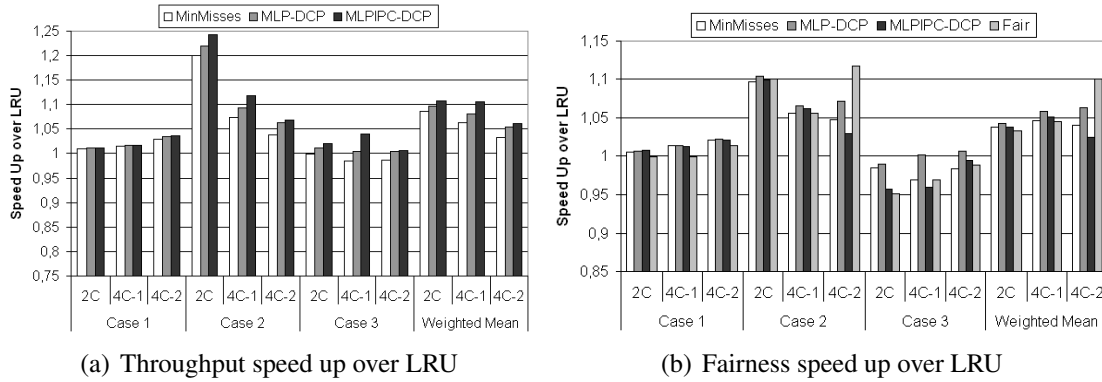 MinMisses MLP-DCP MLPIPC-DCP
Speed Up over LRU
1,25
1,2
1,15
1,1
1,05
1
0,95
0,9
0,85
0,8
0,75
2C 4C-1 4C-2 2C 4C-1 4C-2 2C 4C-1 4C-2 2C 4C-1 4C-2
Case 1 Case 2 Case 3 Weighted Mean
(a) Throughput speed up over LRU
MinMisses MLP-DCP MLPIPC-DCP Fair
Speed Up over LRU
1,15
1,1
1,05
1
0,95
0,9
0,85
2C 4C-1 4C-2 2C 4C-1 4C-2 2C 4C-1 4C-2 2C 4C-1 4C-2
Case 1 Case 2 Case 3 Weighted Mean
(b) Fairness speed up over LRU